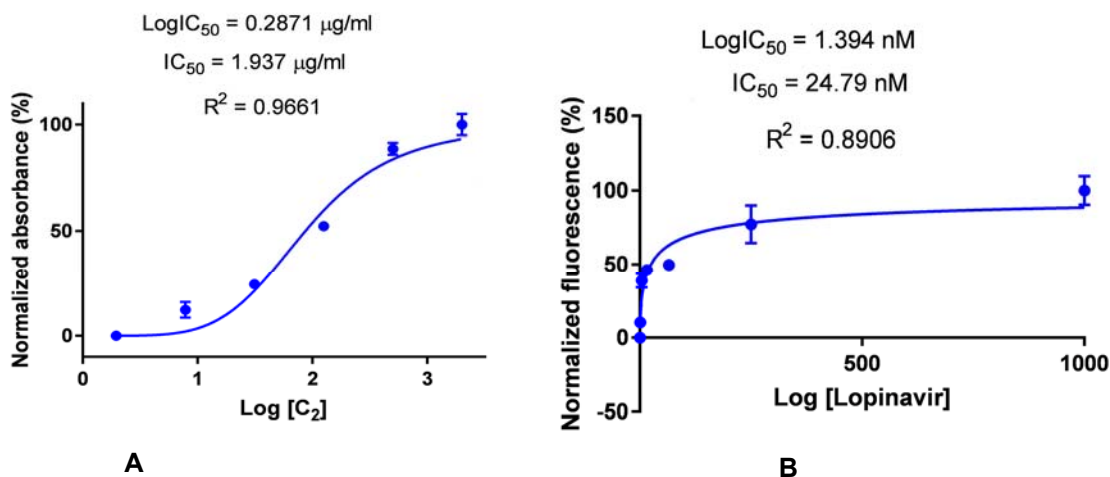 LogIC50 = 0.2871 μg/ml
IC50 = 1.937 μg/ml
R2 = 0.9661
Normalized absorbance (%)
100
50
0
0
1
2
3
Log [C2]
A
LogIC50 = 1.394 nM
IC50 = 24.79 nM
R2 = 0.8906
Normalized fluorescence (%)
150
100
50
0
-50
500
1000
Log [Lopinavir]
B